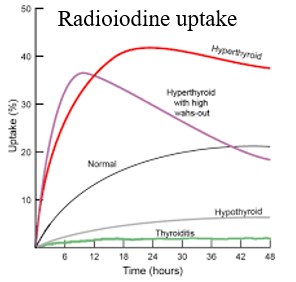 Radioiodine uptake
50
40
30
20
10
Uptake (%)
Hyperthyroid
Hyperthyroid
with high
wahs-out
Normal
Hypothyroid
Thyroiditis
6 12 18 24 30 36 42 48
Time (hours)